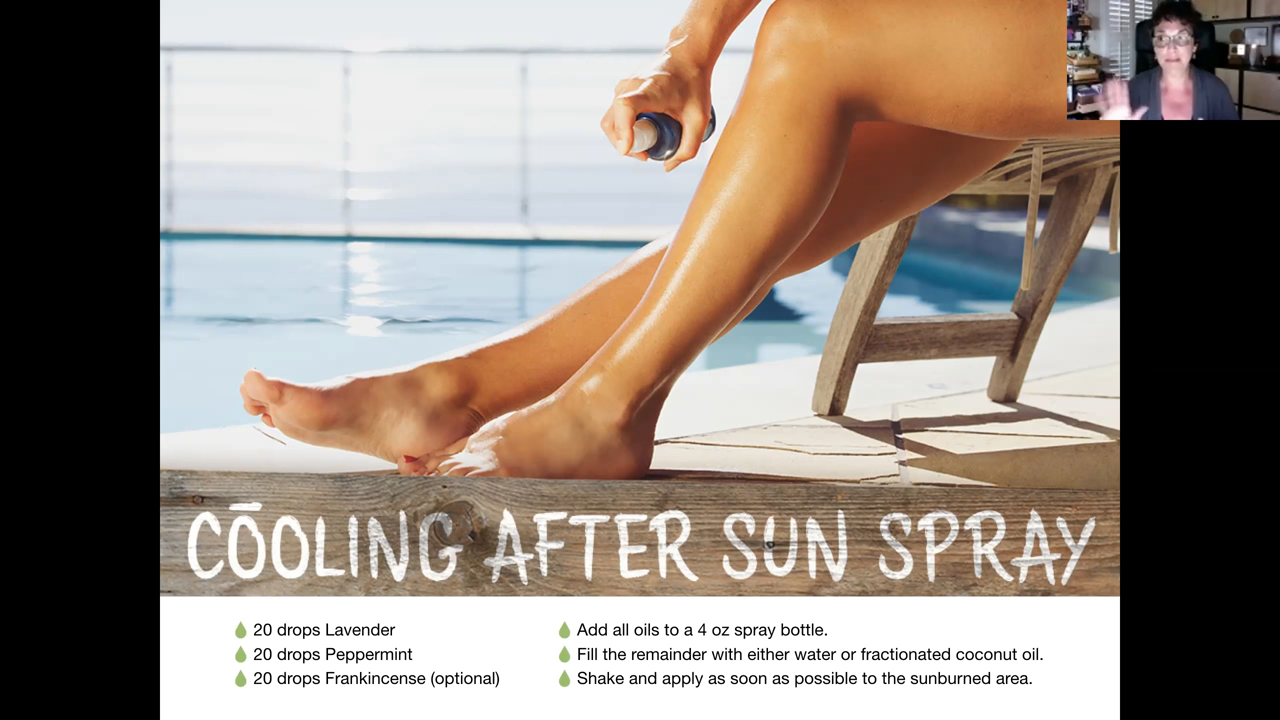 CŌOLING AFTER SUN SPRAY
20 drops Lavender
20 drops Peppermint
20 drops Frankincense (optional)
Add all oils to a 4 oz spray bottle.
Fill the remainder with either water or fractionated coconut oil.
Shake and apply as soon as possible to the sunburned area.